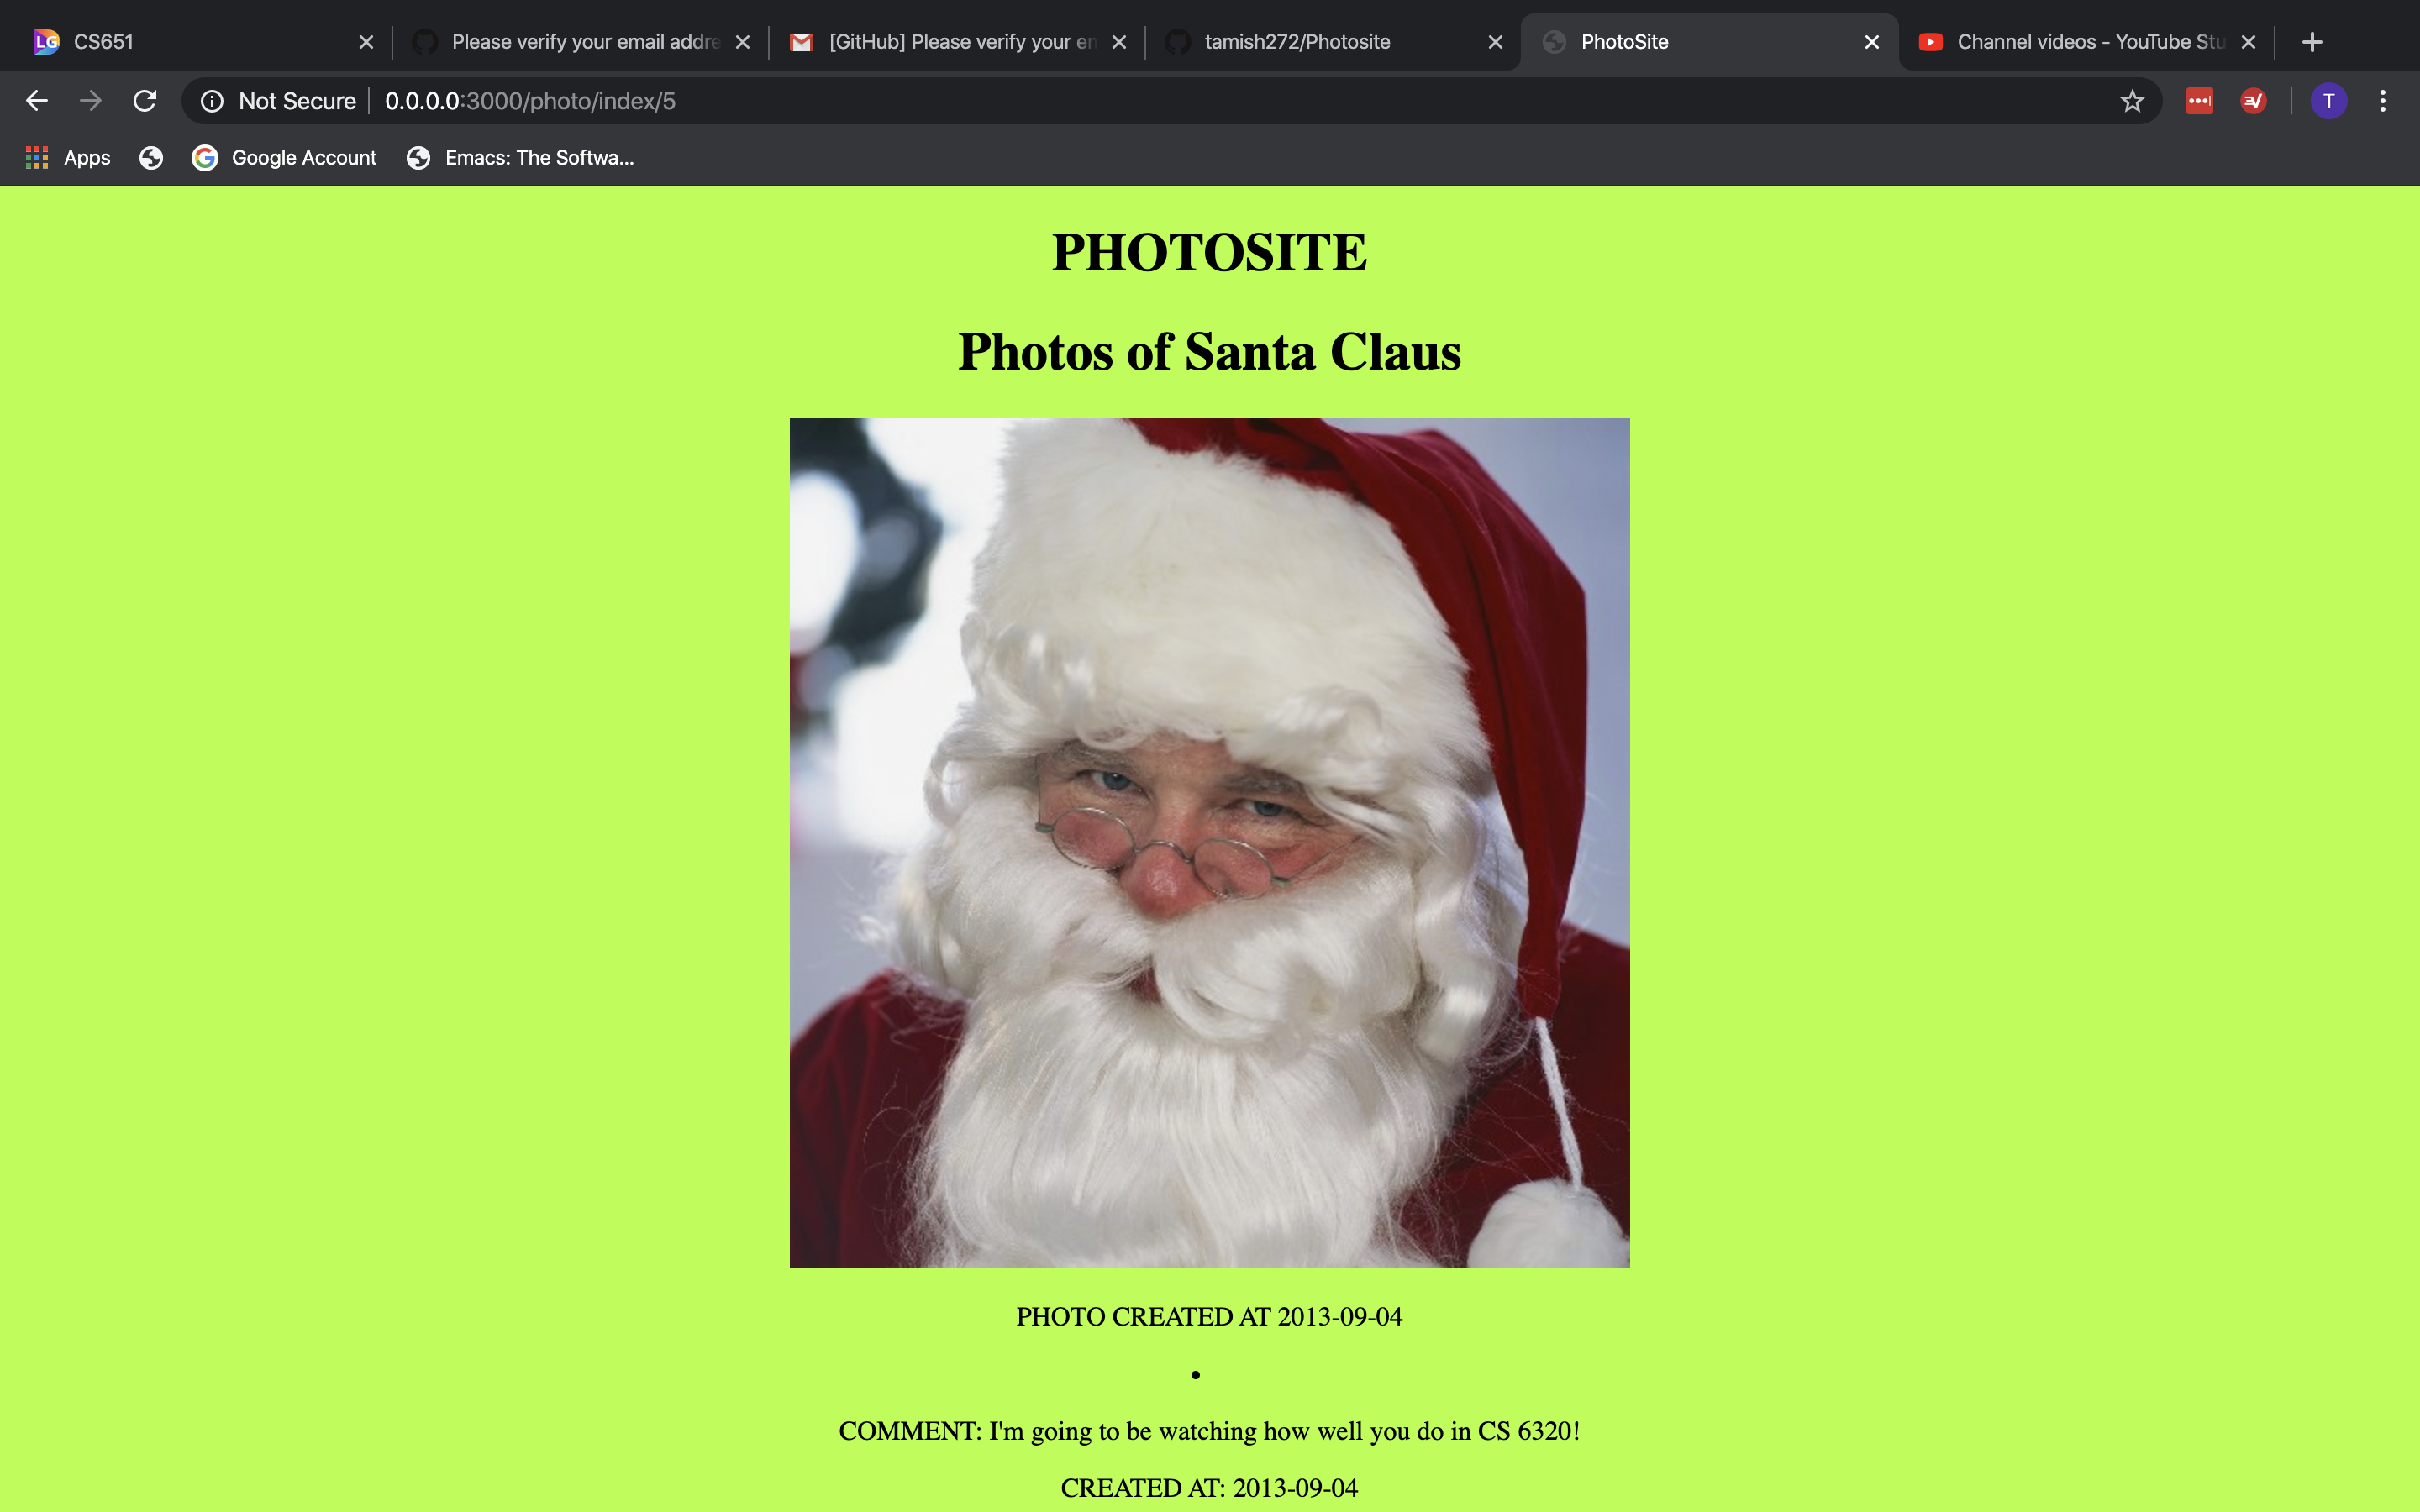 LG CS651
Please verify your email addre
[GitHub] Please verify your en
tamish272/Photosite
PhotoSite
Channel videos - YouTube Stu
Not Secure 0.0.0.0:3000/photo/index/5
T
Apps
Google Account
Emacs: The Softwa...
PHOTOSITE
Photos of Santa Claus
PHOTO CREATED AT 2013-09-04
•
COMMENT: I'm going to be watching how well you do in CS 6320!
CREATED AT: 2013-09-04